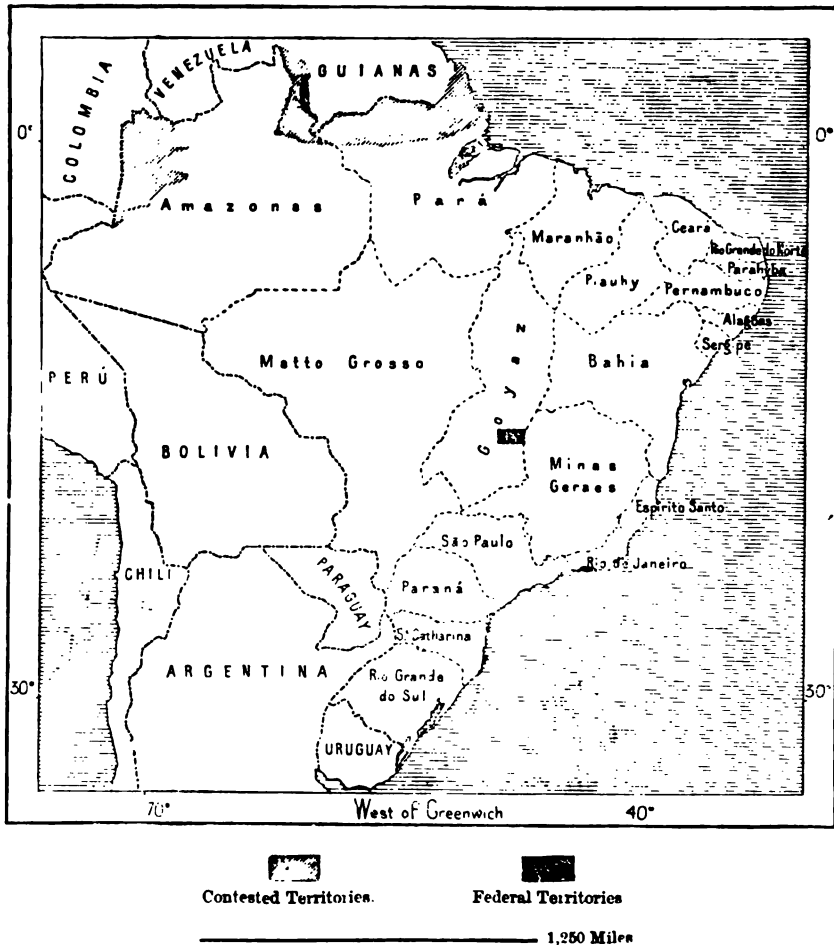 COLOMBIA
VENEZUELA
GUIANAS
0°
0°
Amazonas
Pará
Maranhão
Ceará
Rio Grande do Norte
Parahyba
Piauhy
Pernambuco
Alagôas
Sergipe
Matto Grosso
Goyaz
Bahia
PERÚ
BOLIVIA
Minas
Geraes
Espirito Santo
São Paulo
Rio de Janeiro
CHILI
PARAGUAY
Paraná
Sta Catharina
ARGENTINA
Rio Grande
do Sul
30°
30°
URUGUAY
70°
West of Greenwich
40°
Contested Territories.
Federal Territories
1,250 Miles